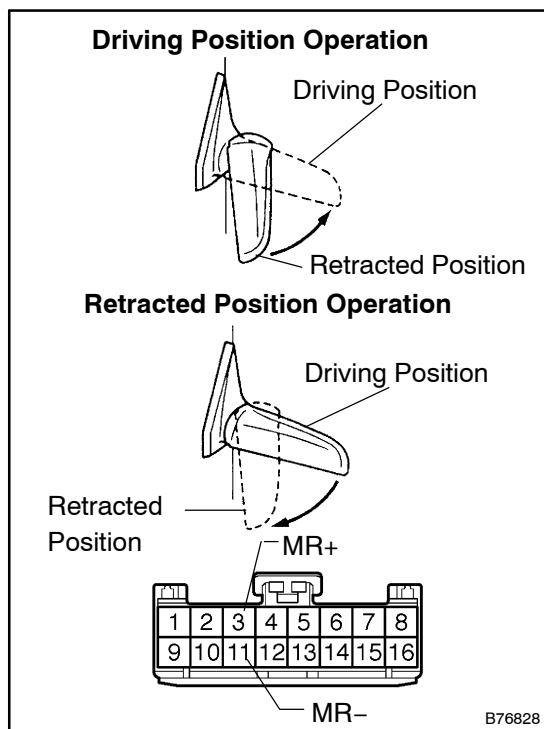 Driving Position Operation
Driving Position
Retracted Position
Retracted Position Operation
Driving Position
Retracted
Position
MR+
1 2 3 4 5 6 7 8
9 10 11 12 13 14 15 16
MR−
B76828